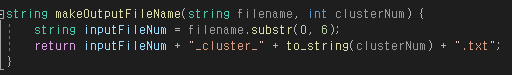 string makeOutputFileName(string filename, int clusterNum) {
    string inputFileNum = filename.substr(0, 6);
    return inputFileNum + "_cluster_" + to_string(clusterNum) + ".txt";
}